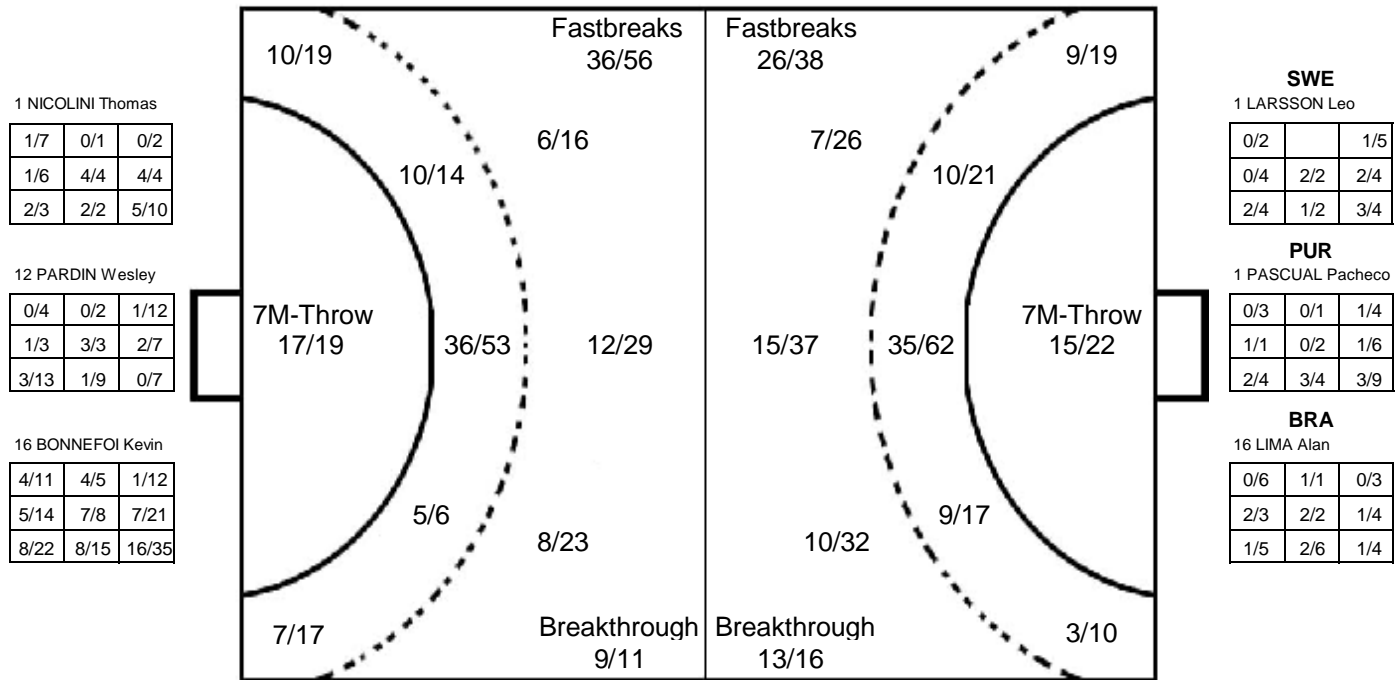 1 NICOLINI Thomas
1/7 0/1 0/2
1/6 4/4 4/4
2/3 2/2 5/10
12 PARDIN Wesley
0/4 0/2 1/12
1/3 3/3 2/7
3/13 1/9 0/7
16 BONNEFOI Kevin
4/11 4/5 1/12
5/14 7/8 7/21
8/22 8/15 16/35
Fastbreaks Fastbreaks
10/19 36/56 26/38 9/19
6/16 7/26
10/14 10/21
7M-Throw 7M-Throw
17/19 36/53 12/29 15/37 35/62 15/22
5/6 9/17
8/23 10/32
Breakthrough Breakthrough
7/17 9/11 13/16 3/10
SWE
1 LARSSON Leo
0/2 1/5
0/4 2/2 2/4
2/4 1/2 3/4
PUR
1 PASCUAL Pacheco
0/3 0/1 1/4
1/1 0/2 1/6
2/4 3/4 3/9
BRA
16 LIMA Alan
0/6 1/1 0/3
2/3 2/2 1/4
1/5 2/6 1/4